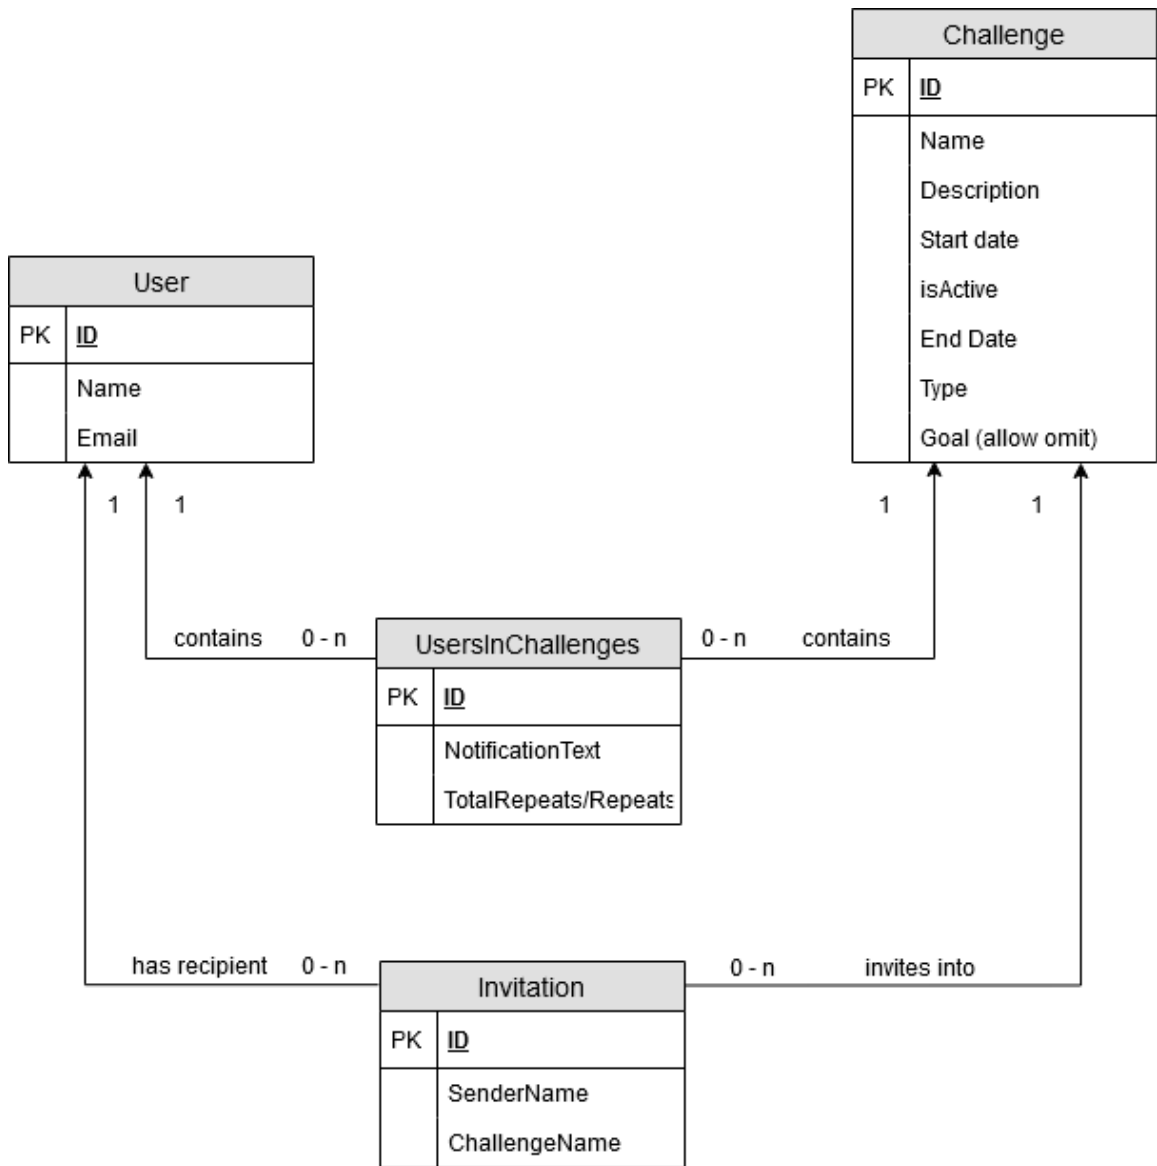 Challenge
PK ID
Name
Description
Start date
isActive
End Date
Type
Goal (allow omit)
User
PK ID
Name
Email
1 1 1 1
contains 0 - n
UsersInChallenges
0 - n contains
PK ID
NotificationText
TotalRepeats/Repeats
has recipient 0 - n
Invitation
0 - n invites into
PK ID
SenderName
ChallengeName